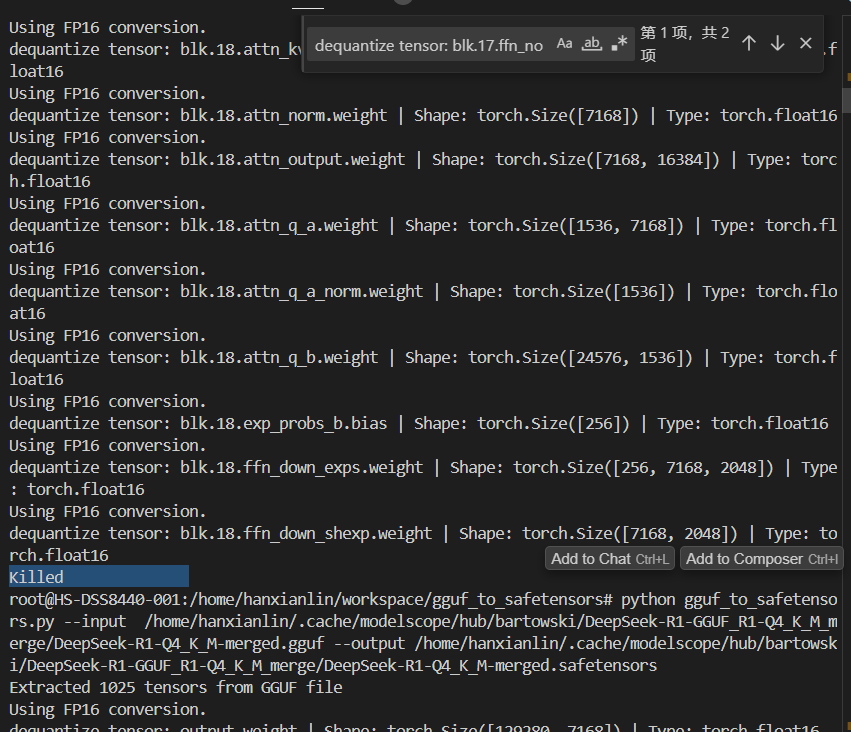 Using FP16 conversion.
dequantize tensor: blk.18.attn_kv
.f
loat16
dequantize tensor: blk.17.ffn_no
Aa
ab
.*
第 1 项，共 2
项
Using FP16 conversion.
dequantize tensor: blk.18.attn_norm.weight | Shape: torch.Size([7168]) | Type: torch.float16
Using FP16 conversion.
dequantize tensor: blk.18.attn_output.weight | Shape: torch.Size([7168, 16384]) | Type: torc
h.float16
Using FP16 conversion.
dequantize tensor: blk.18.attn_q_a.weight | Shape: torch.Size([1536, 7168]) | Type: torch.fl
oat16
Using FP16 conversion.
dequantize tensor: blk.18.attn_q_a_norm.weight | Shape: torch.Size([1536]) | Type: torch.flo
at16
Using FP16 conversion.
dequantize tensor: blk.18.attn_q_b.weight | Shape: torch.Size([24576, 1536]) | Type: torch.f
loat16
Using FP16 conversion.
dequantize tensor: blk.18.exp_probs_b.bias | Shape: torch.Size([256]) | Type: torch.float16
Using FP16 conversion.
dequantize tensor: blk.18.ffn_down_exps.weight | Shape: torch.Size([256, 7168, 2048]) | Type
: torch.float16
Using FP16 conversion.
dequantize tensor: blk.18.ffn_down_shexp.weight | Shape: torch.Size([7168, 2048]) | Type: to
rch.float16
Add to Chat Ctrl+L
Add to Composer Ctrl+I
Killed
root@HS-DSS8440-001:/home/hanxianlin/workspace/gguf_to_safetensors# python gguf_to_safetenso
rs.py --input  /home/hanxianlin/.cache/modelscope/hub/bartowski/DeepSeek-R1-GGUF_R1-Q4_K_M_m
erge/DeepSeek-R1-Q4_K_M-merged.gguf --output /home/hanxianlin/.cache/modelscope/hub/bartowsk
i/DeepSeek-R1-GGUF_R1-Q4_K_M_merge/DeepSeek-R1-Q4_K_M-merged.safetensors
Extracted 1025 tensors from GGUF file
Using FP16 conversion.
dequantize tensor: output.weight | Shape: torch.Size([129280, 7168]) | Type: torch.float16